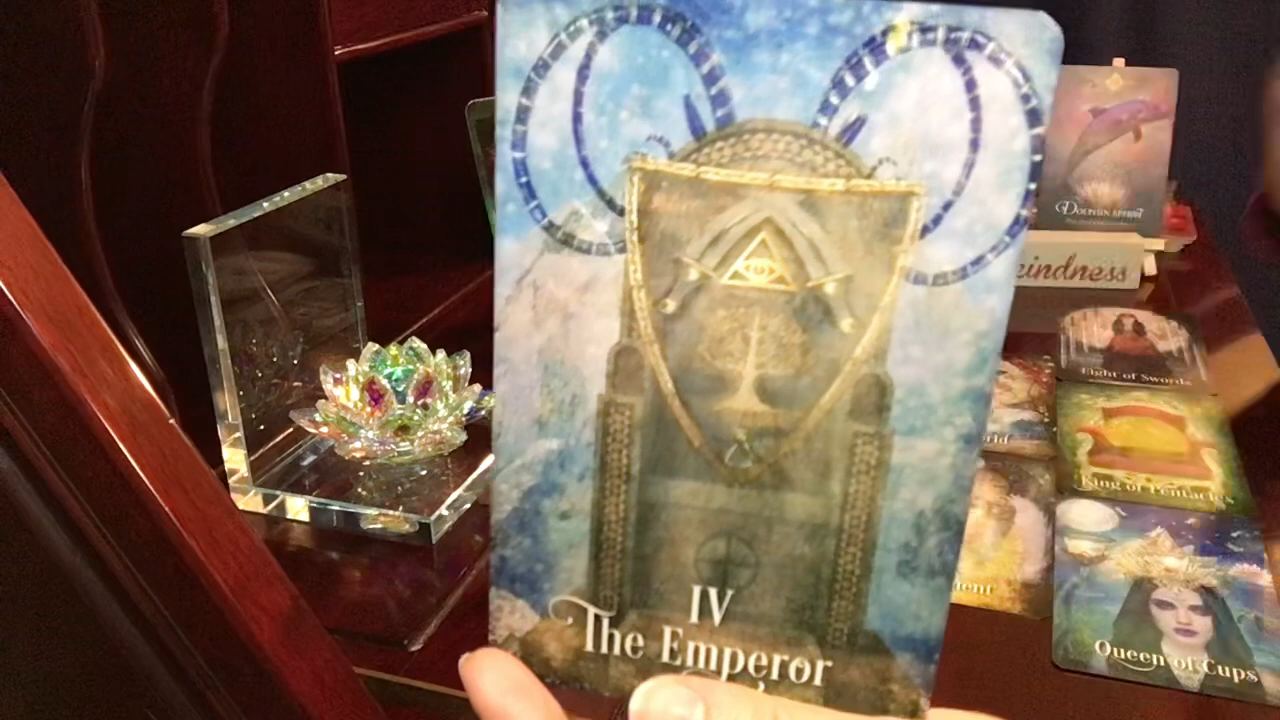 IV
The Emperor
DOLPHIN SPIRIT
kindness
Eight of Swords
King of Pentacles
Queen of Cups